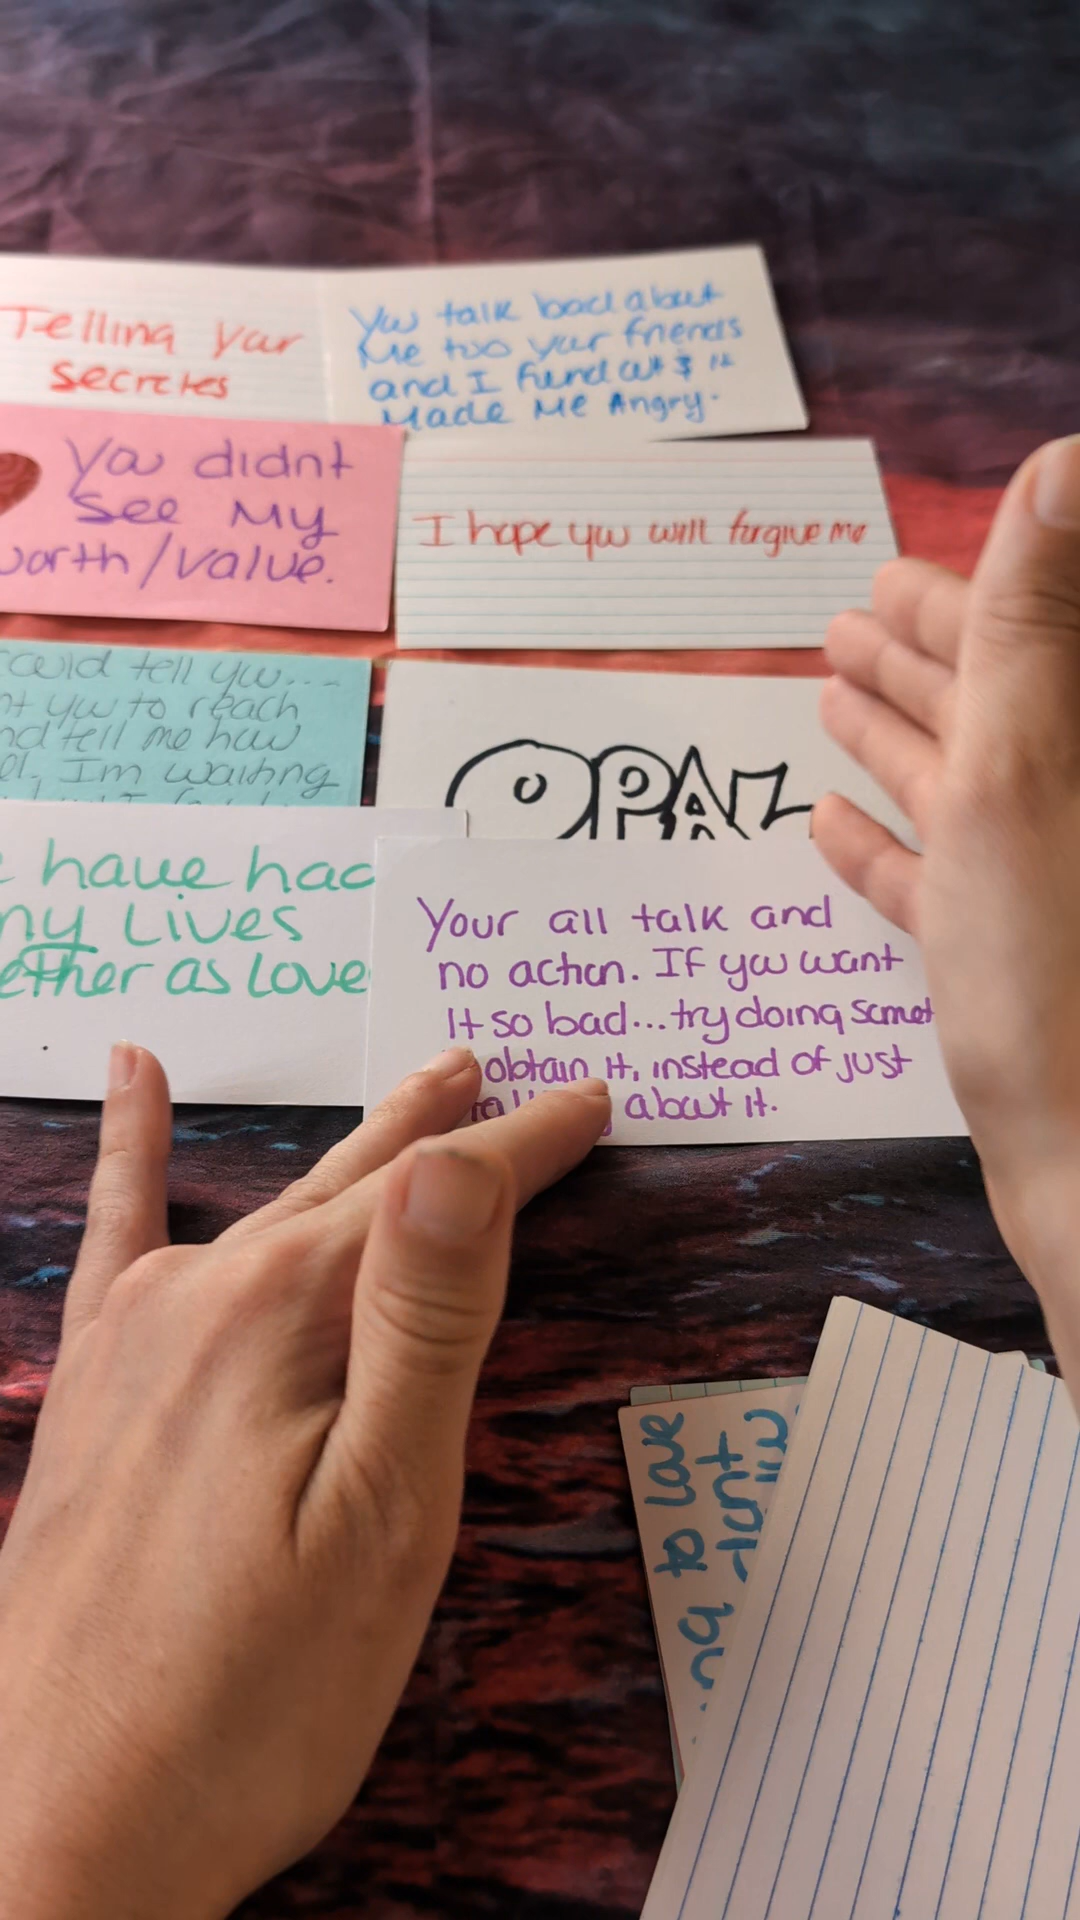 Telling your
secretes
You talk bad about
Me too your friends
and I found out & it
Made Me Angry.
You didnt
see My
worth/value.
I hope you will forgive me
could tell you....
you to reach
tell me how
Im waiting
OPAL
have had
Lives
as love
Your all talk and
no action. If you want
It so bad...try doing
obtain it, instead of just
about it.
to love